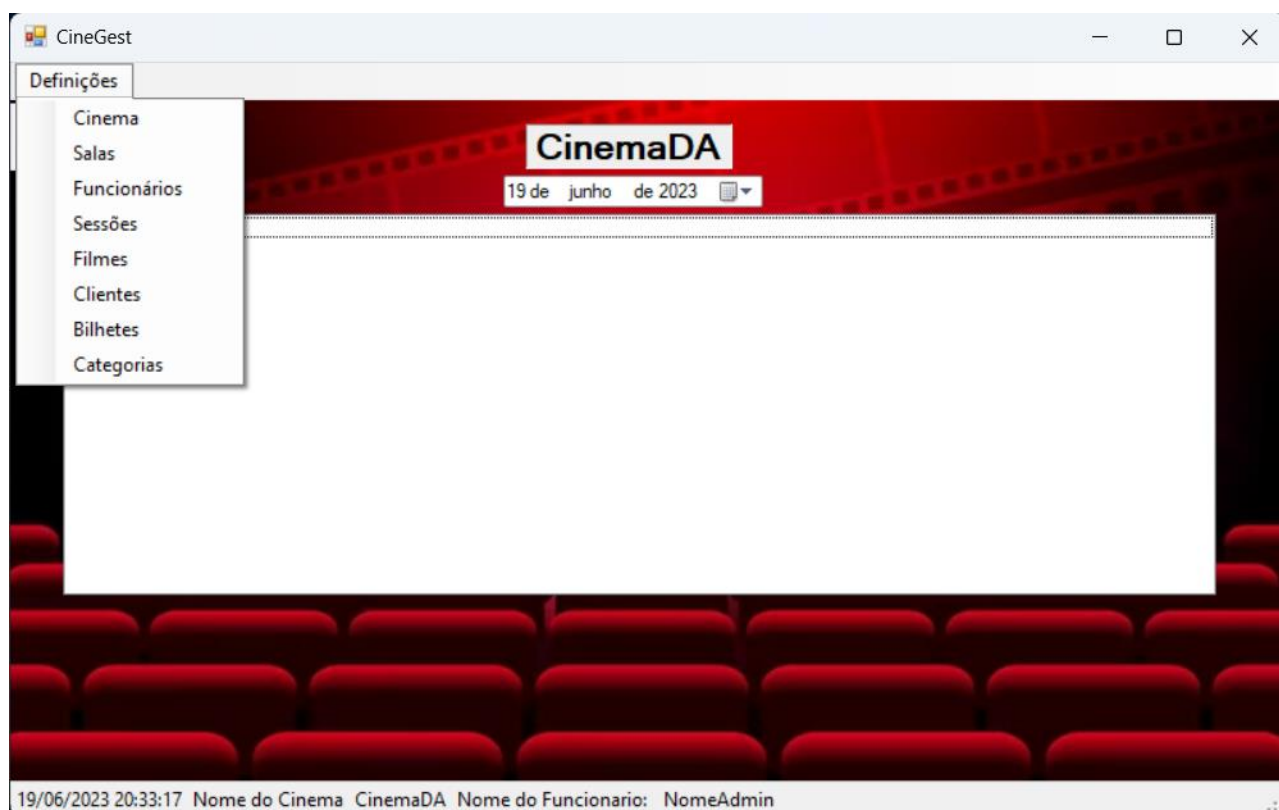 CineGest
Definições
Cinema
Salas
Funcionários
Sessões
Filmes
Clientes
Bilhetes
Categorias
CinemaDA
19 de junho de 2023
19/06/2023 20:33:17 Nome do Cinema CinemaDA Nome do Funcionario: NomeAdmin